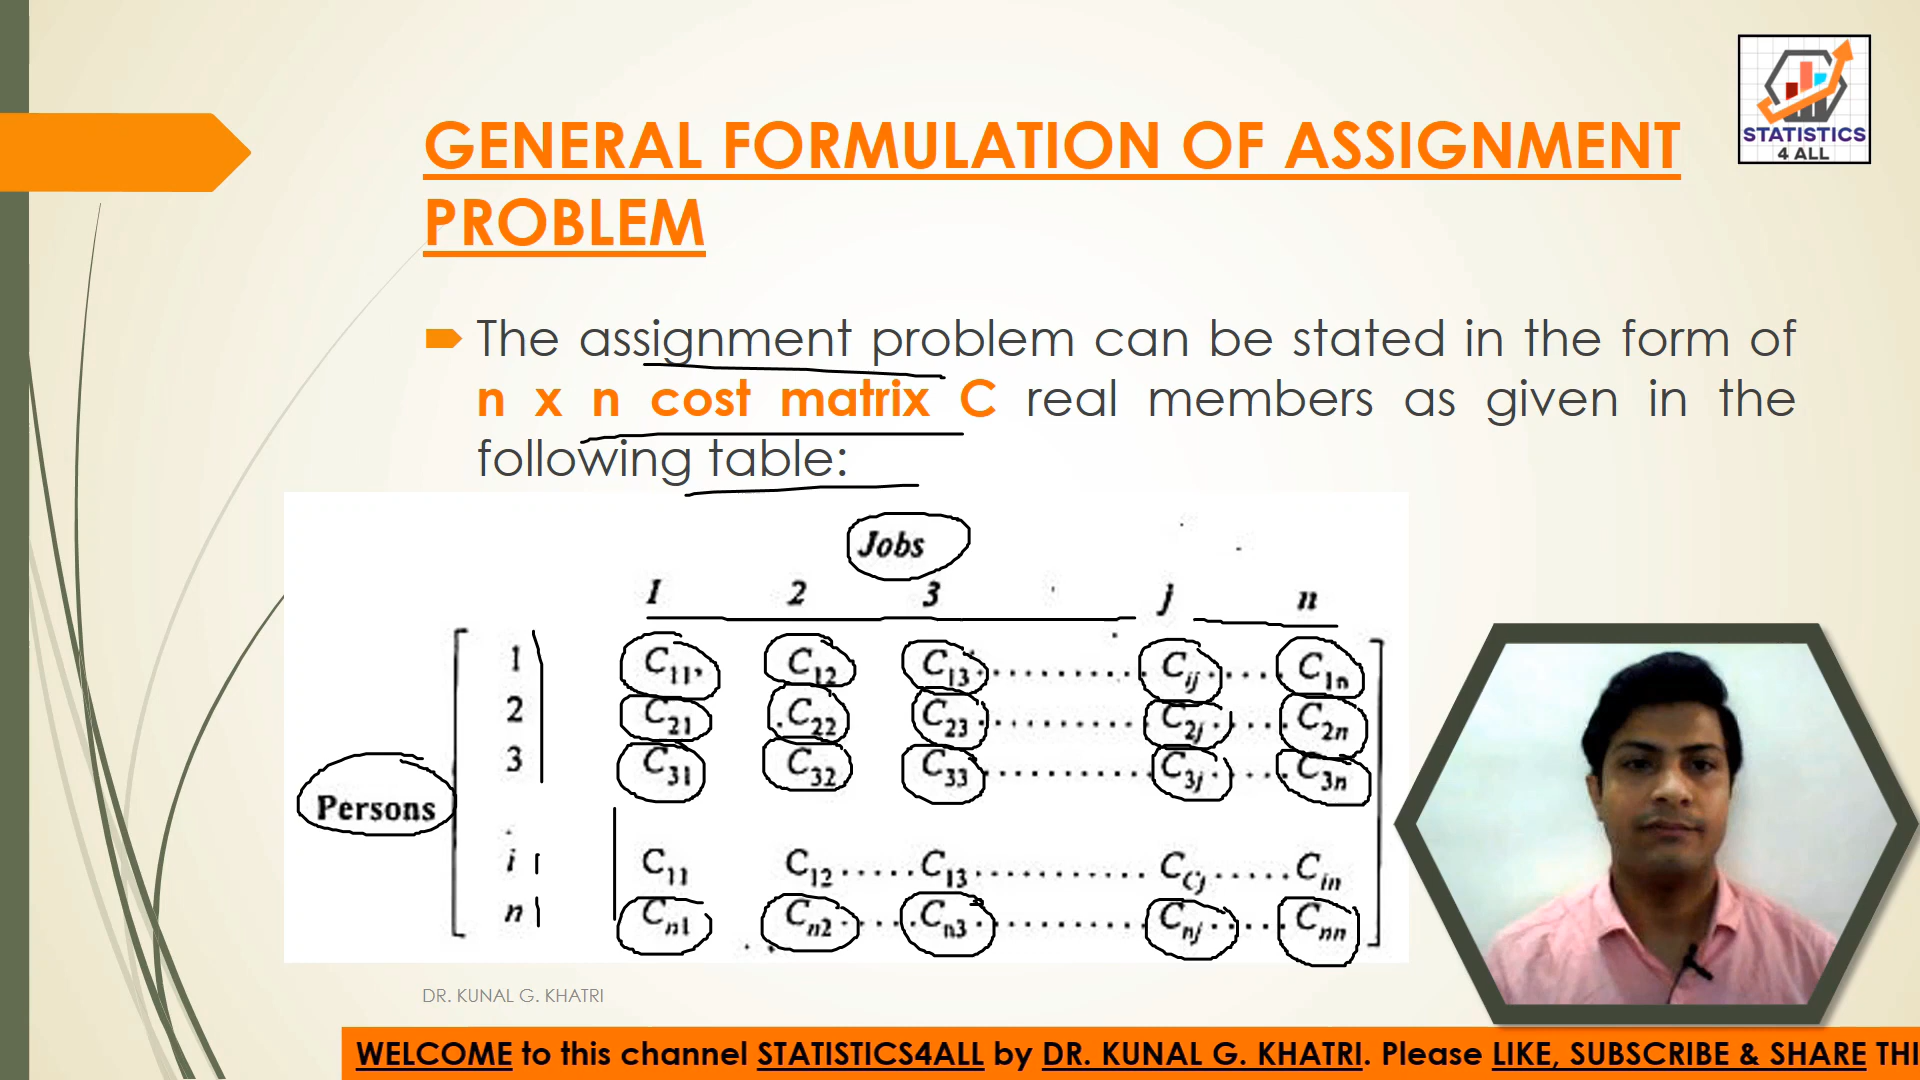 STATISTICS
4 ALL
GENERAL FORMULATION OF ASSIGNMENT
PROBLEM
The assignment problem can be stated in the form of
n x n cost matrix C real members as given in the
following table:
Jobs
1 2 3 j n
1 C11, C12 C13 .......... Cij .... C1n
2 C21 .C22 C23 .......... C2j .... C2n
3 C31 C32 C33 .......... C3j .... C3n
Persons
i C11 C12 ..... C13 ............ CCj ...... Cin
n Cn1 Cn2 .... Cn3 ............ Cnj .... Cnn
DR. KUNAL G. KHATRI
WELCOME to this channel STATISTICS4ALL by DR. KUNAL G. KHATRI. Please LIKE, SUBSCRIBE & SHARE THI